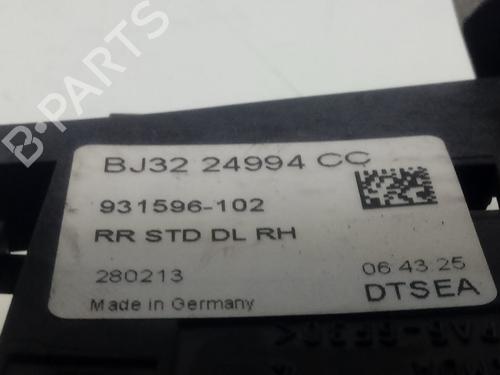 B-PARTS
BJ32 24994 CC
931596-102
RR STD DL RH
280213 06 43 25
Made in Germany DTSEA